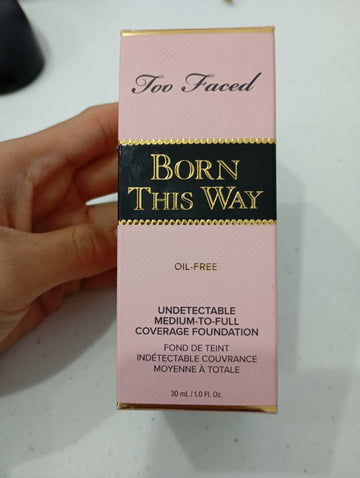 Too Faced
BORN
THIS WAY
OIL-FREE
UNDETECTABLE
MEDIUM-TO-FULL
COVERAGE FOUNDATION
FOND DE TEINT
INDÉTECTABLE COUVRANCE
MOYENNE À TOTALE
30 mL / 1.0 Fl. Oz.